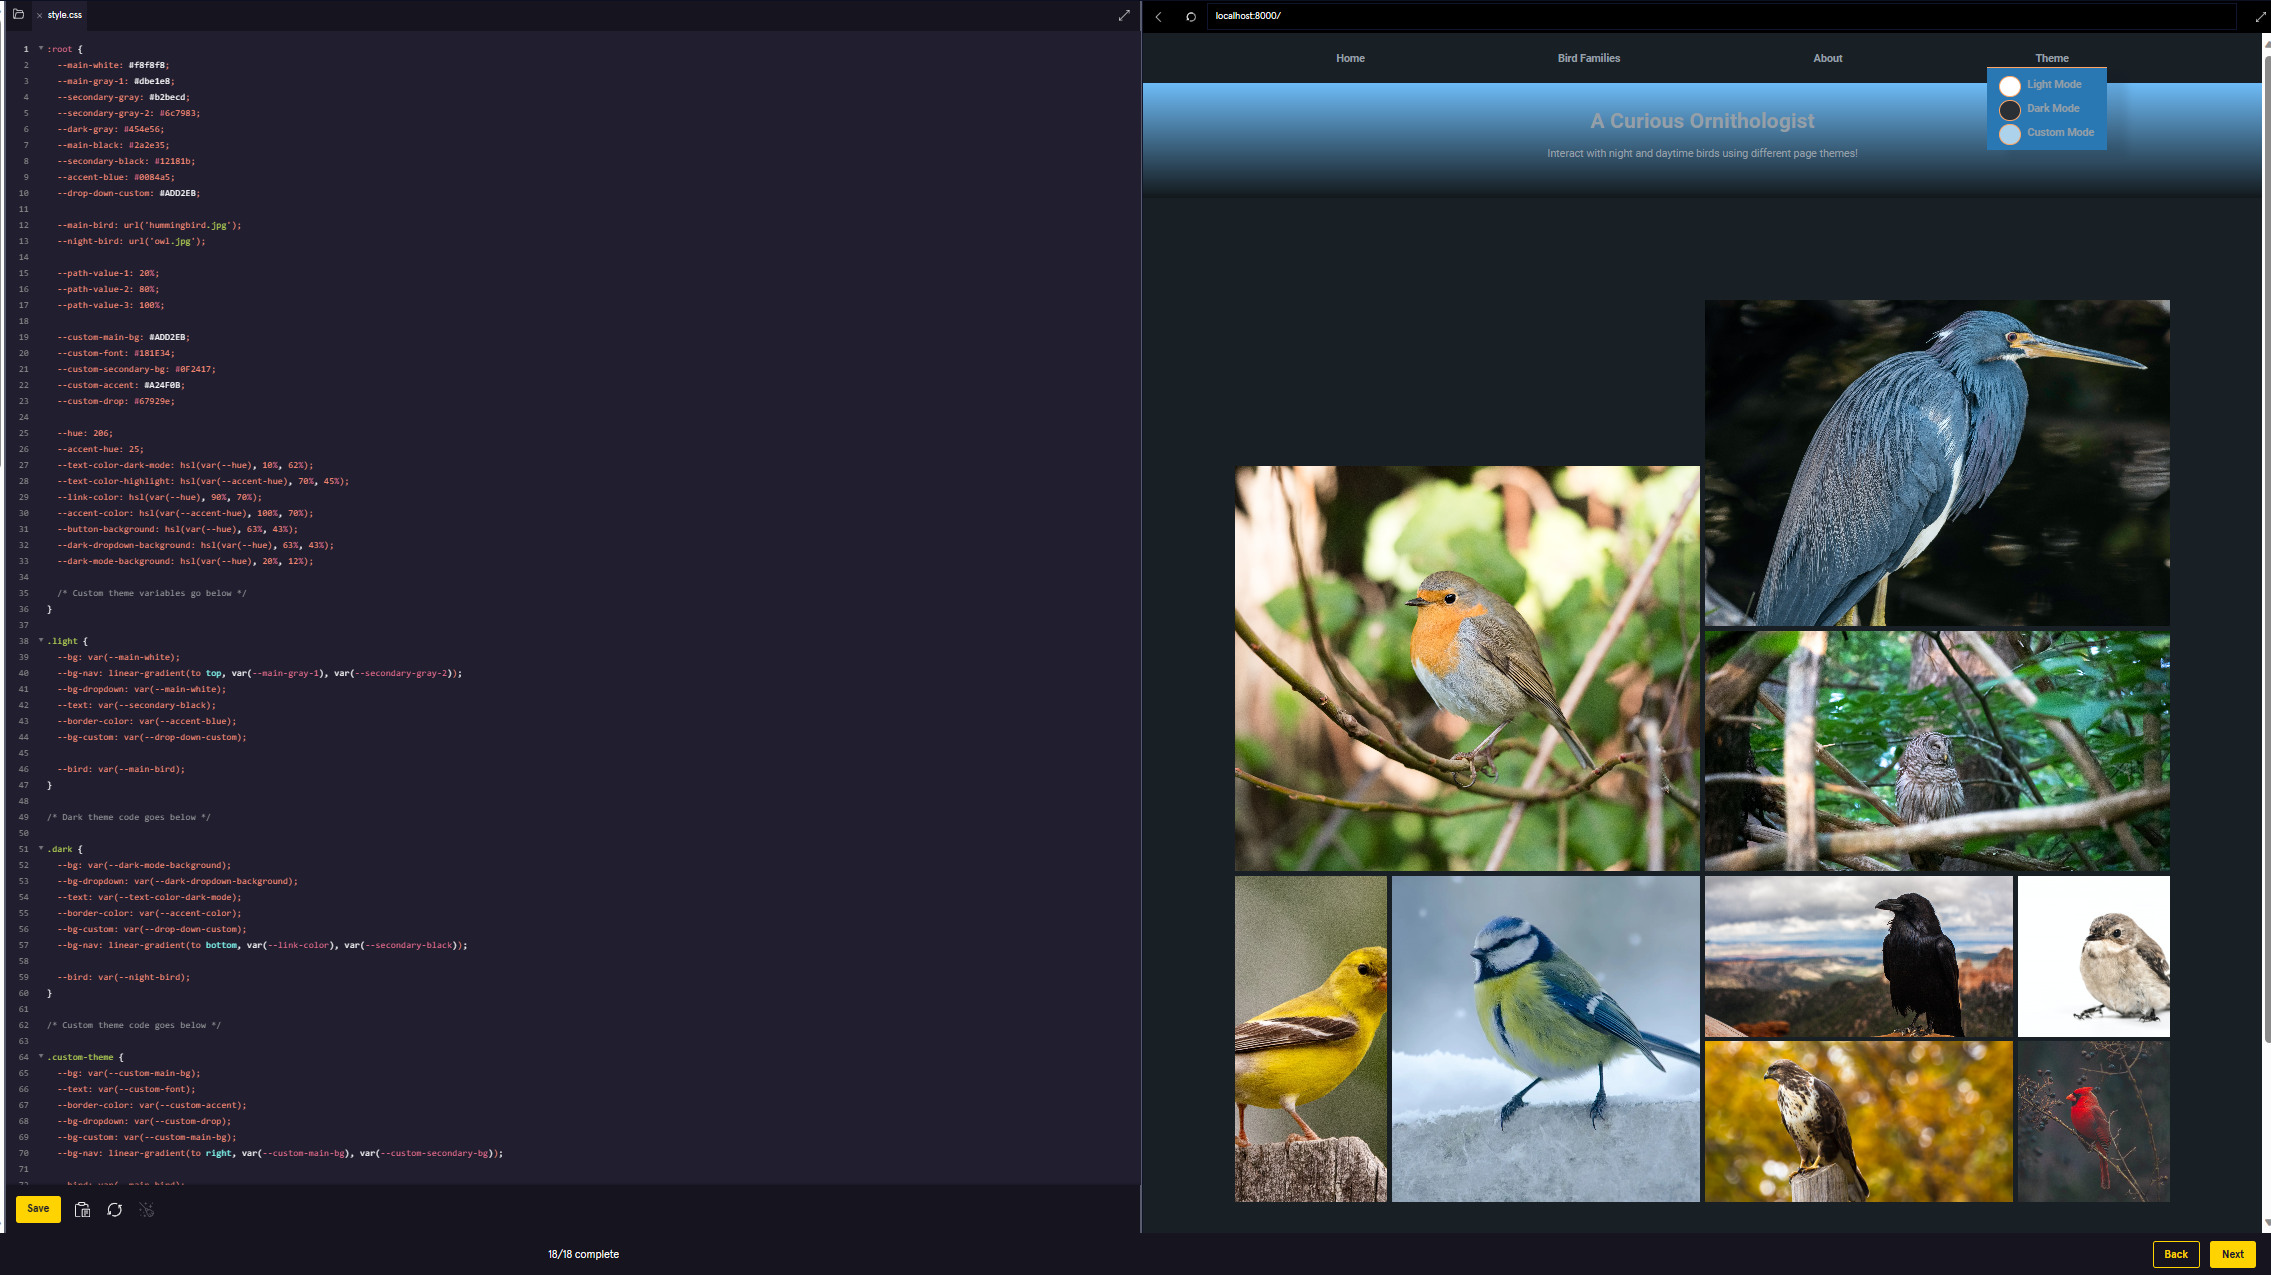 style.css
1 :root {
2 --main-white: #f8f8f8;
3 --main-gray-1: #dbe1e8;
4 --secondary-gray: #b2becd;
5 --secondary-gray-2: #6c7983;
6 --dark-gray: #454e56;
7 --main-black: #2a2e35;
8 --secondary-black: #12181b;
9 --accent-blue: #0084a5;
10 --drop-down-custom: #ADD2EB;
11
12 --main-bird: url('hummingbird.jpg');
13 --night-bird: url('owl.jpg');
14
15 --path-value-1: 20%;
16 --path-value-2: 80%;
17 --path-value-3: 100%;
18
19 --custom-main-bg: #ADD2EB;
20 --custom-font: #181E34;
21 --custom-secondary-bg: #0F2417;
22 --custom-accent: #A24F0B;
23 --custom-drop: #67929e;
24
25 --hue: 206;
26 --accent-hue: 25;
27 --text-color-dark-mode: hsl(var(--hue), 10%, 62%);
28 --text-color-highlight: hsl(var(--accent-hue), 70%, 45%);
29 --link-color: hsl(var(--hue), 90%, 70%);
30 --accent-color: hsl(var(--accent-hue), 100%, 70%);
31 --button-background: hsl(var(--hue), 63%, 43%);
32 --dark-dropdown-background: hsl(var(--hue), 63%, 43%);
33 --dark-mode-background: hsl(var(--hue), 20%, 12%);
34
35 /* Custom theme variables go below */
36 }
37
38 .light {
39 --bg: var(--main-white);
40 --bg-nav: linear-gradient(to top, var(--main-gray-1), var(--secondary-gray-2));
41 --bg-dropdown: var(--main-white);
42 --text: var(--secondary-black);
43 --border-color: var(--accent-blue);
44 --bg-custom: var(--drop-down-custom);
45
46 --bird: var(--main-bird);
47 }
48
49 /* Dark theme code goes below */
50
51 .dark {
52 --bg: var(--dark-mode-background);
53 --bg-dropdown: var(--dark-dropdown-background);
54 --text: var(--text-color-dark-mode);
55 --border-color: var(--accent-color);
56 --bg-custom: var(--drop-down-custom);
57 --bg-nav: linear-gradient(to bottom, var(--link-color), var(--secondary-black));
58
59 --bird: var(--night-bird);
60 }
61
62 /* Custom theme code goes below */
63
64 .custom-theme {
65 --bg: var(--custom-main-bg);
66 --text: var(--custom-font);
67 --border-color: var(--custom-accent);
68 --bg-dropdown: var(--custom-drop);
69 --bg-custom: var(--custom-main-bg);
70 --bg-nav: linear-gradient(to right, var(--custom-main-bg), var(--custom-secondary-bg));
71
72 --bird: var(--main-bird);
Save
localhost:8000/
Home Bird Families About Theme
Light Mode
Dark Mode
Custom Mode
A Curious Ornithologist
Interact with night and daytime birds using different page themes!
18/18 complete
Back Next